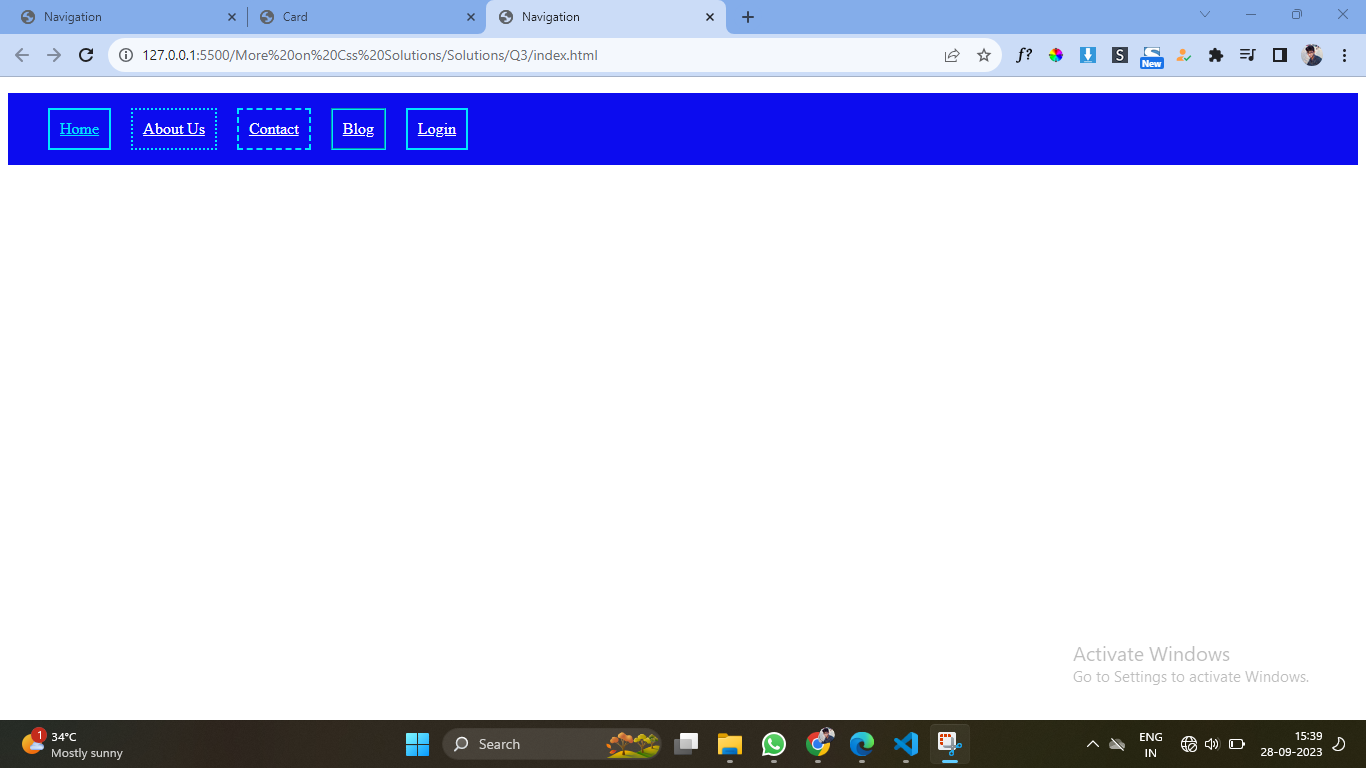 Navigation
Card
Navigation
127.0.0.1:5500/More%20on%20Css%20Solutions/Solutions/Q3/index.html
f?
S
New
Home
About Us
Contact
Blog
Login
Activate Windows
Go to Settings to activate Windows.
1
34°C
Mostly sunny
Search
ENG
IN
15:39
28-09-2023